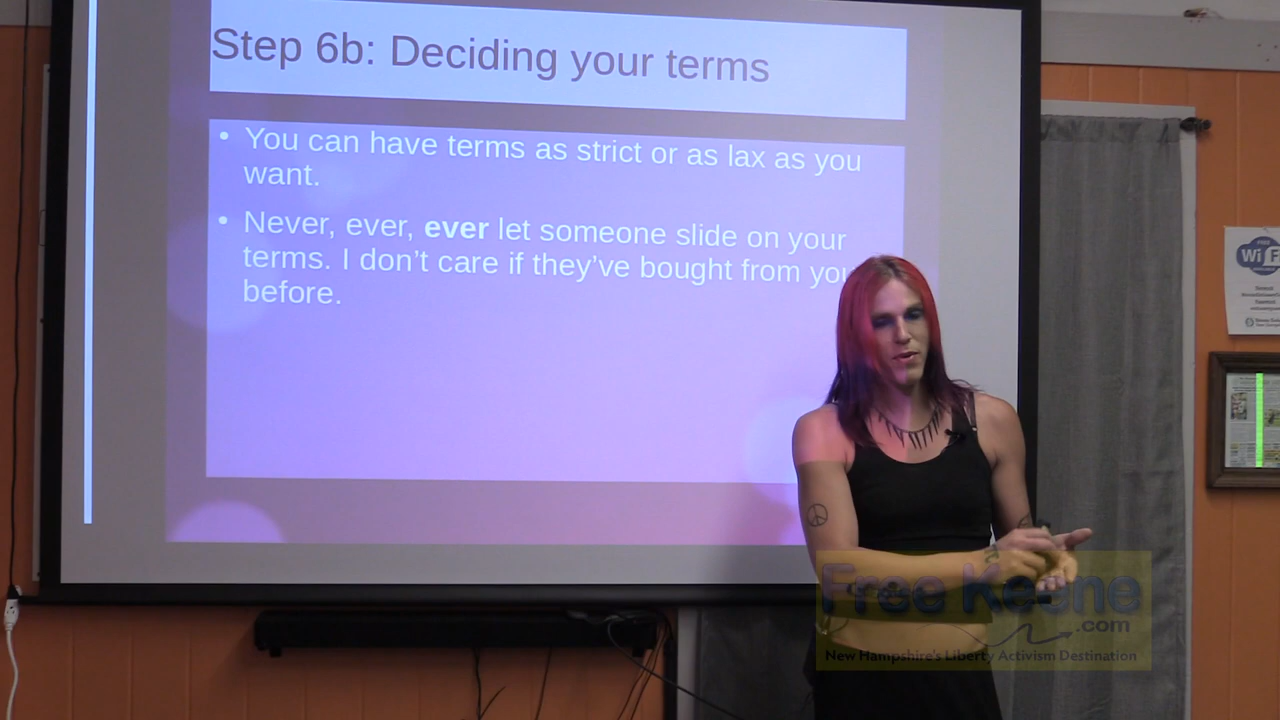 Step 6b: Deciding your terms
• You can have terms as strict or as lax as you
want.
• Never, ever, ever let someone slide on your
terms. I don't care if they've bought from you
before.
FREE
Wi Fi
Free Keene
.com
New Hampshire's Liberty Activism Destination